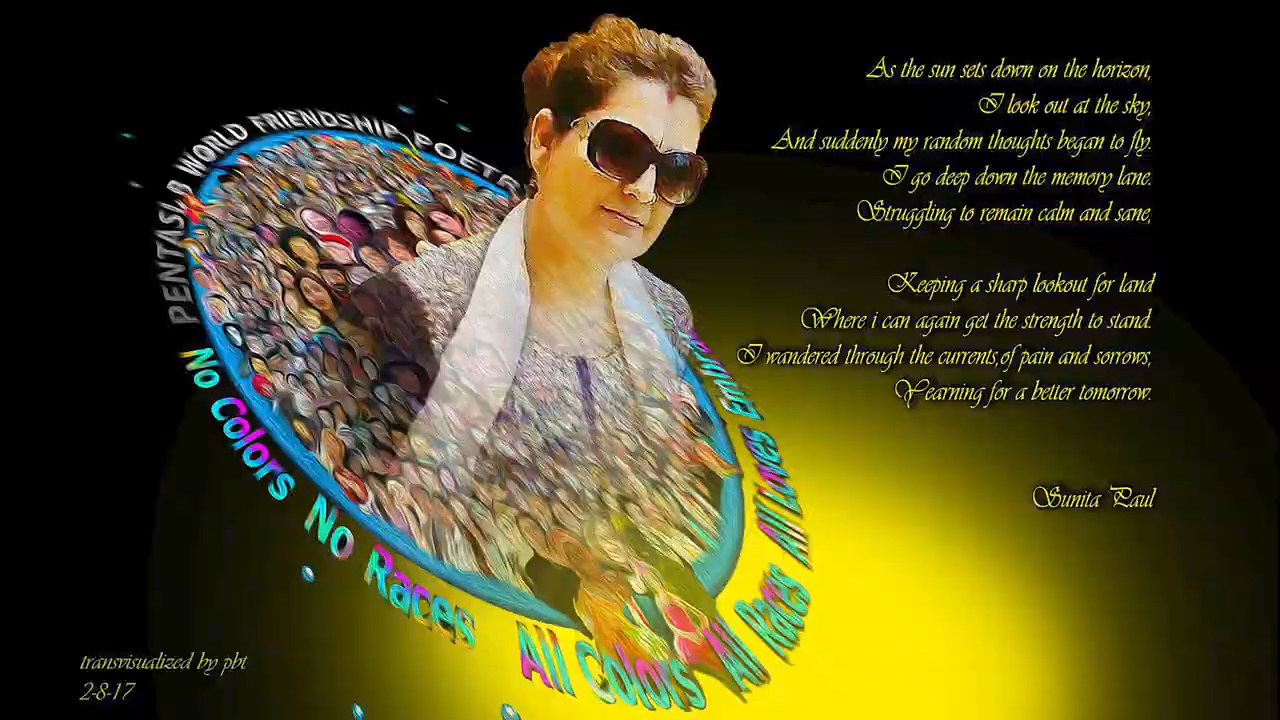 PENTASI B WORLD FRIENDSHIP POETRY
No Colors No Races All Colors All Races All Loves
As the sun sets down on the horizon,
I look out at the sky,
And suddenly my random thoughts began to fly.
I go deep down the memory lane.
Struggling to remain calm and sane,
Keeping a sharp lookout for land
Where i can again get the strength to stand.
I wandered through the currents,of pain and sorrows,
Yearning for a better tomorrow.
Sunita Paul
transvisualized by pbt
2-8-17